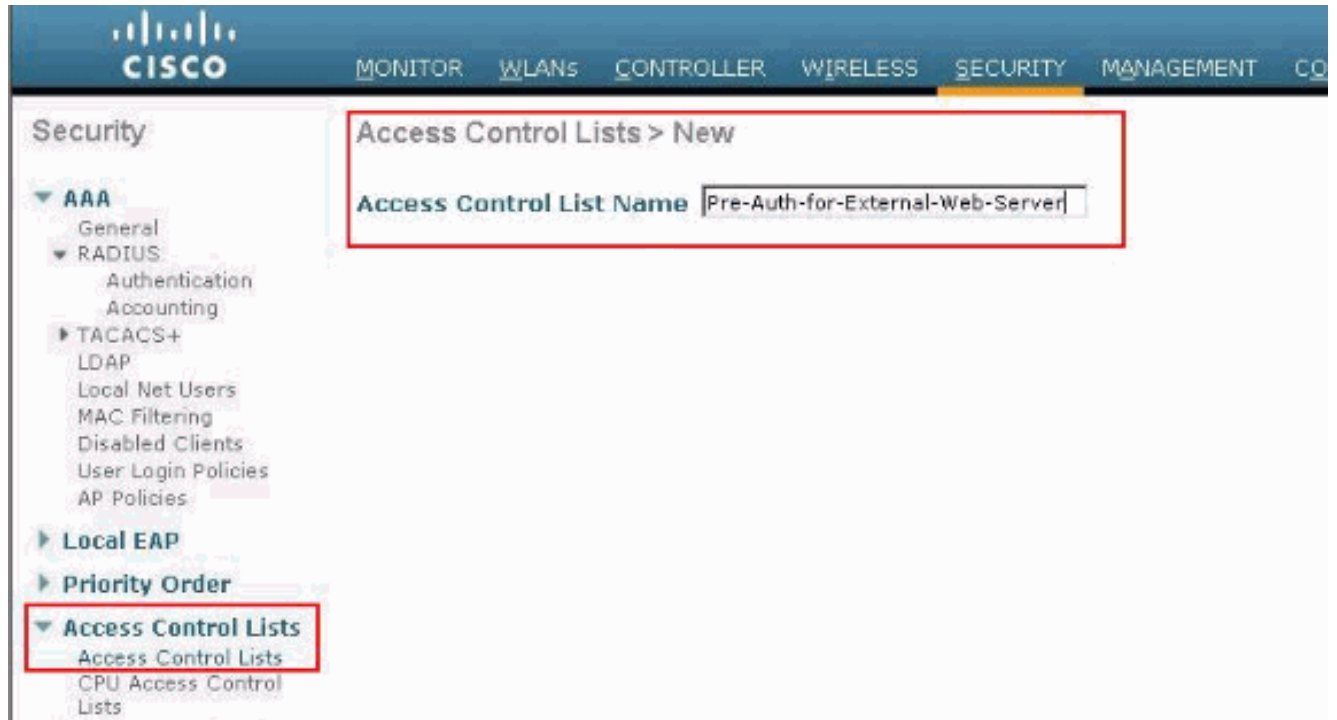 CISCO
MONITOR WLANs CONTROLLER WIRELESS SECURITY MANAGEMENT CO
Security
AAA
General
RADIUS
Authentication
Accounting
TACACS+
LDAP
Local Net Users
MAC Filtering
Disabled Clients
User Login Policies
AP Policies
Local EAP
Priority Order
Access Control Lists
Access Control Lists
CPU Access Control
Lists
Access Control Lists > New
Access Control List Name Pre-Auth-for-External-Web-Server